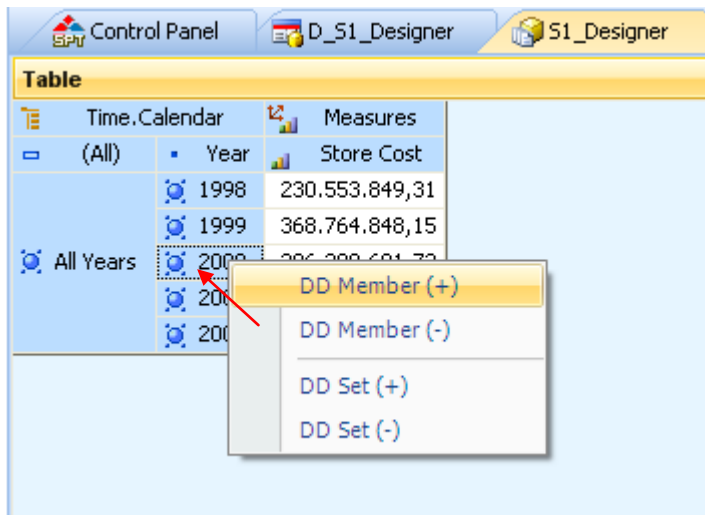 Control Panel D_S1_Designer S1_Designer
Table
Time.Calendar Measures
(All) Year Store Cost
1998 230.553.849,31
1999 368.764.848,15
All Years
DD Member (+)
DD Member (-)
DD Set (+)
DD Set (-)